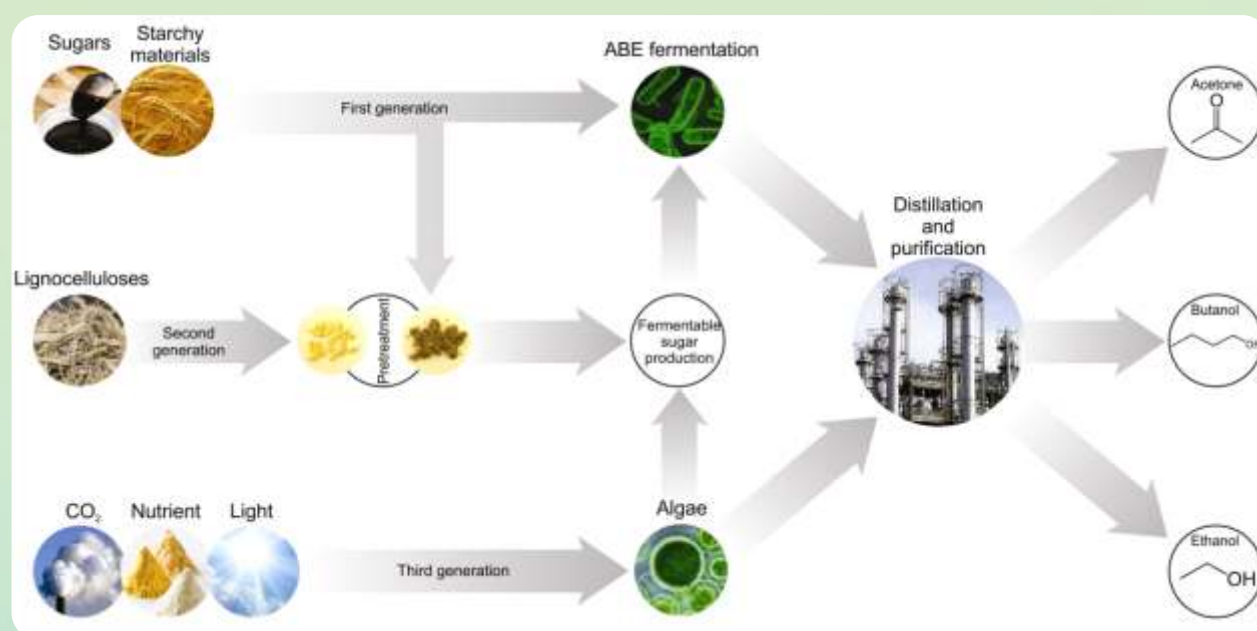 Sugars
Starchy
materials
ABE fermentation
First generation
Acetone
O
Distillation
and
purification
Lignocelluloses
Second
generation
Pretreatment
Fermentable
sugar
production
Butanol
OH
CO₂
Nutrient
Light
Algae
Third generation
Ethanol
OH